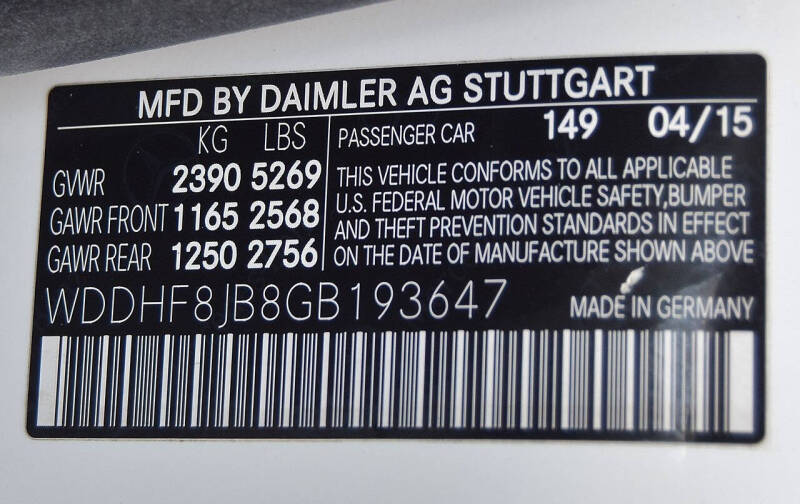 MFD BY DAIMLER AG STUTTGART
KG LBS
GVWR 2390 5269
GAWR FRONT 1165 2568
GAWR REAR 1250 2756
PASSENGER CAR 149 04/15
THIS VEHICLE CONFORMS TO ALL APPLICABLE
U.S. FEDERAL MOTOR VEHICLE SAFETY,BUMPER
AND THEFT PREVENTION STANDARDS IN EFFECT
ON THE DATE OF MANUFACTURE SHOWN ABOVE
WDDHF8JB8GB193647 MADE IN GERMANY